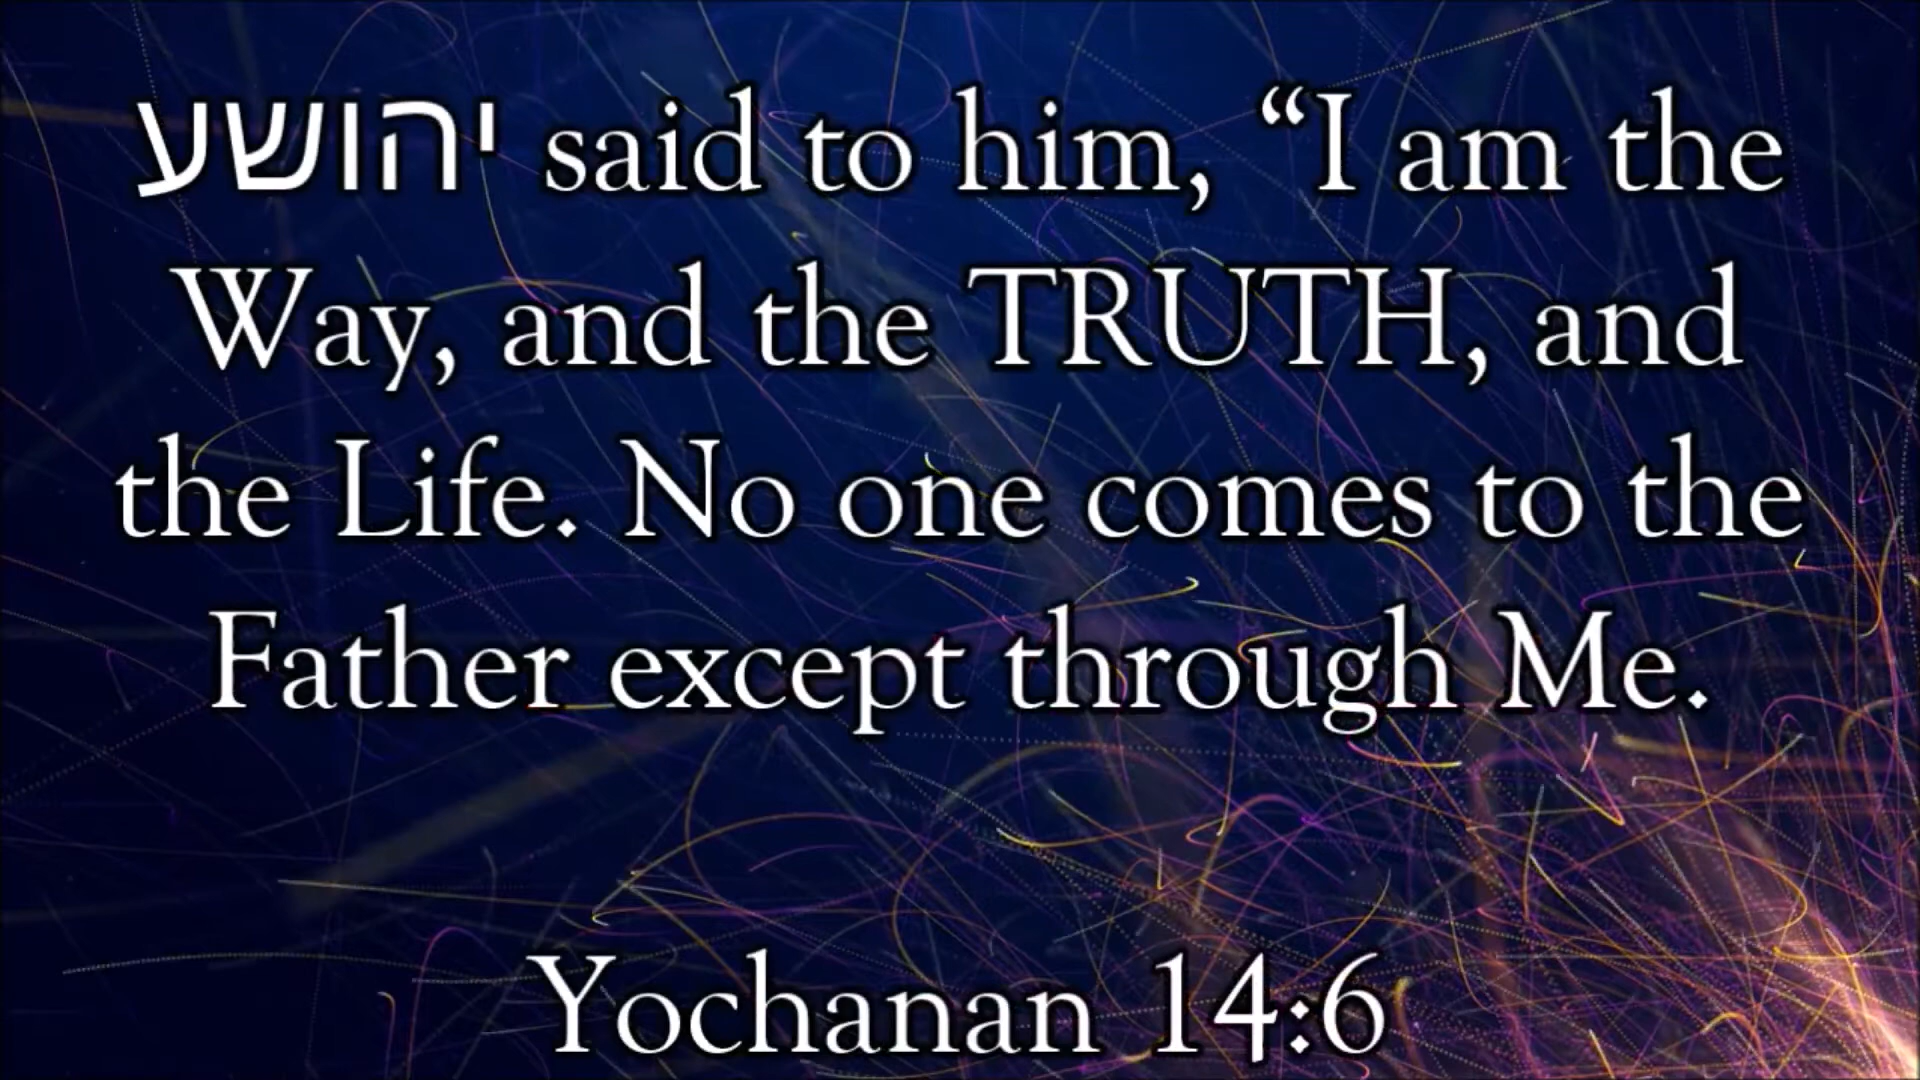 יהושע said to him, “I am the
Way, and the TRUTH, and
the Life. No one comes to the
Father except through Me.
Yochanan 14:6